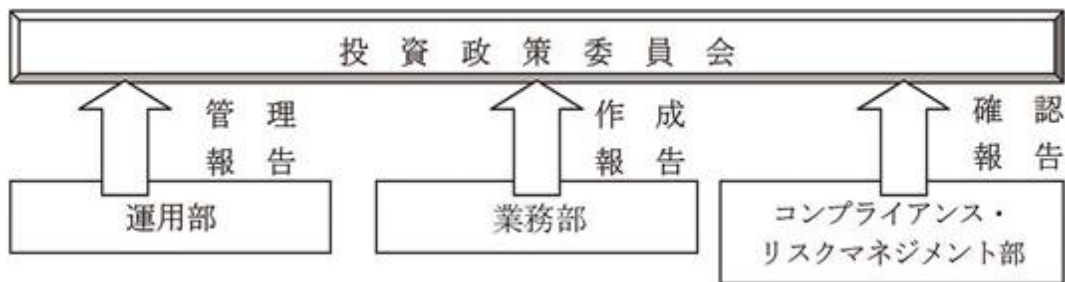 投資政策委員会
管理
報告
作成
報告
確認
報告
運用部
業務部
コンプライアンス・
リスクマネジメント部